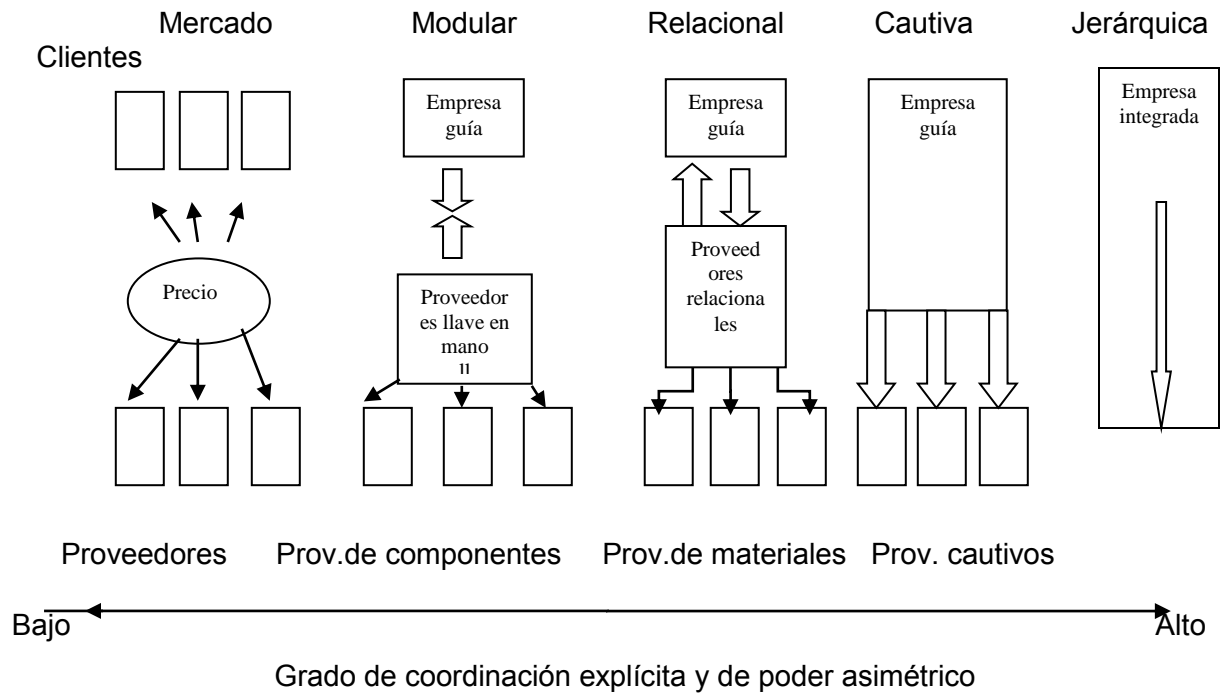 Mercado Modular Relacional Cautiva Jerárquica
Clientes
Empresa
guía
Empresa
guía
Empresa
guía
Empresa
integrada
Precio
Proveedor
es llave en
mano
Proveed
ores
relaciona
les
Proveedores Prov.de componentes Prov.de materiales Prov. cautivos
Bajo Alto
Grado de coordinación explícita y de poder asimétrico